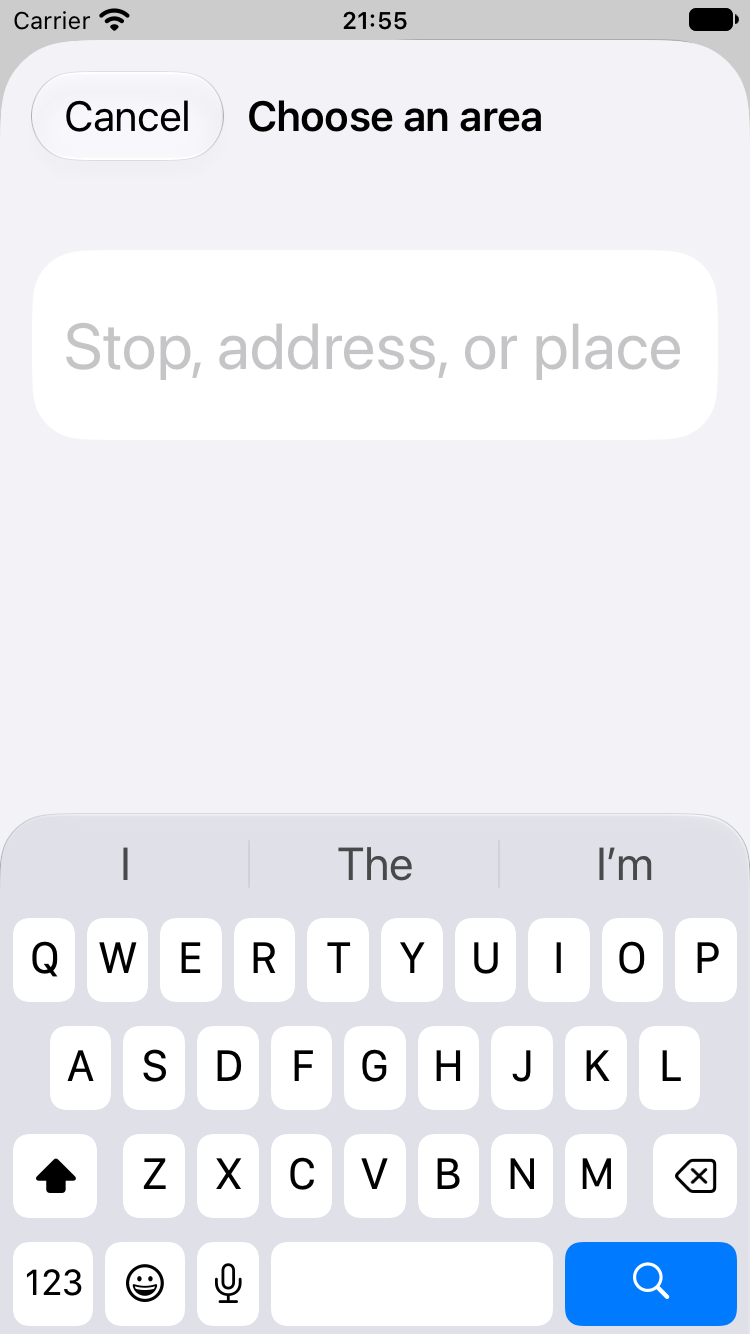 Carrier 21:55
Cancel Choose an area
Stop, address, or place
I The I’m
Q W E R T Y U I O P
A S D F G H J K L
Z X C V B N M
123